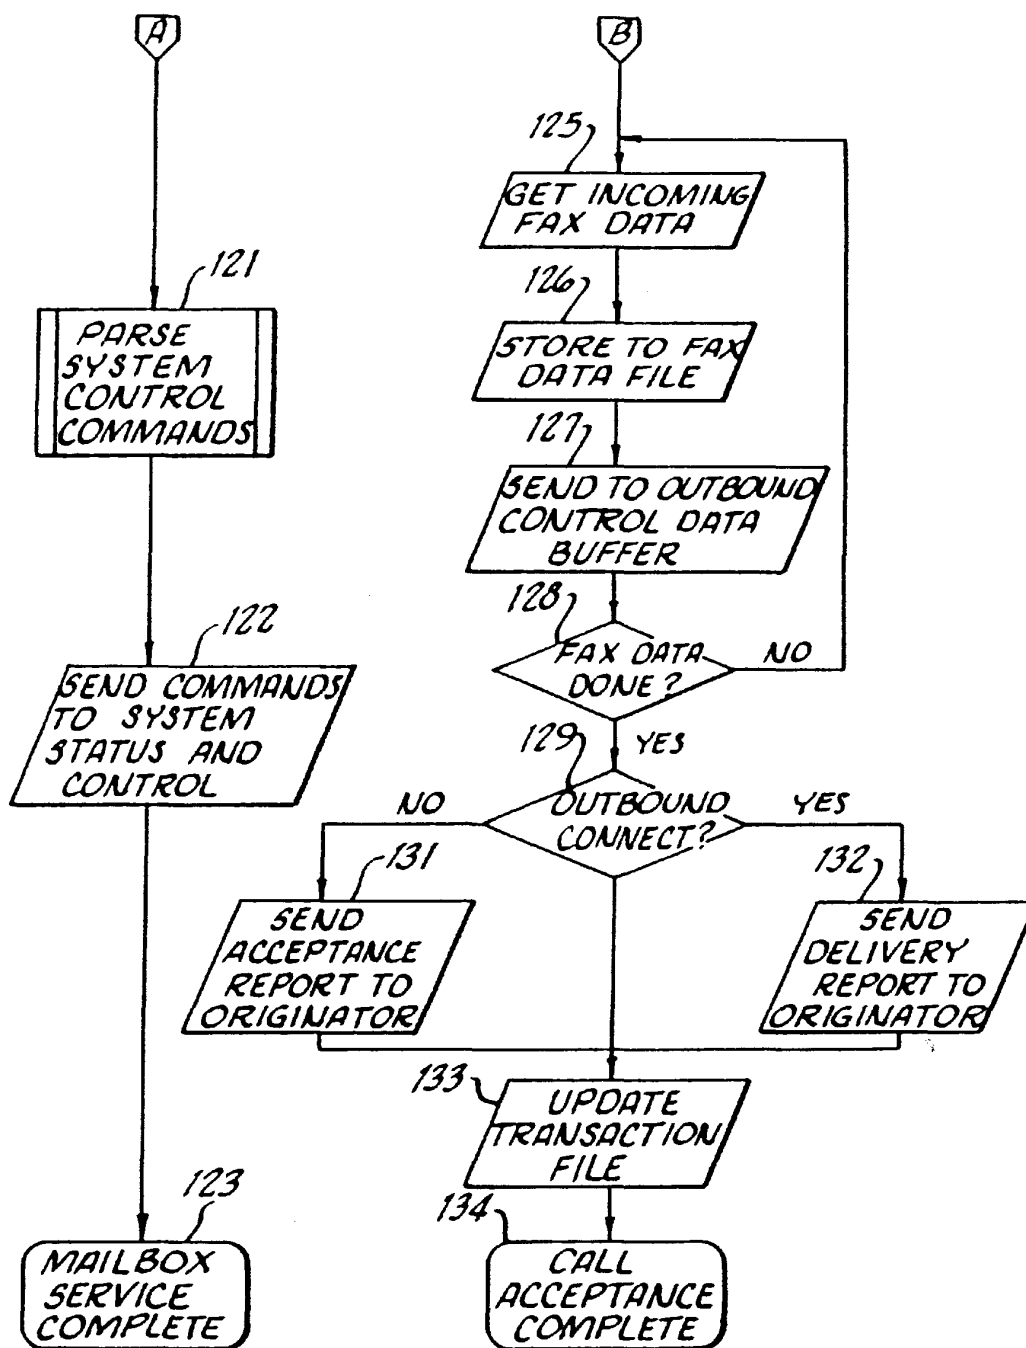 A
B
125
GET INCOMING
FAX DATA
121
126
PARSE
SYSTEM
CONTROL
COMMANDS
STORE TO FAX
DATA FILE
127
SEND TO OUTBOUND
CONTROL DATA
BUFFER
128
122
FAX DATA
DONE?
NO
SEND COMMANDS
TO SYSTEM
STATUS AND
CONTROL
YES
129
NO
OUTBOUND
CONNECT?
YES
131
132
SEND
ACCEPTANCE
REPORT TO
ORIGINATOR
SEND
DELIVERY
REPORT TO
ORIGINATOR
133
UPDATE
TRANSACTION
FILE
123
134
MAILBOX
SERVICE
COMPLETE
CALL
ACCEPTANCE
COMPLETE